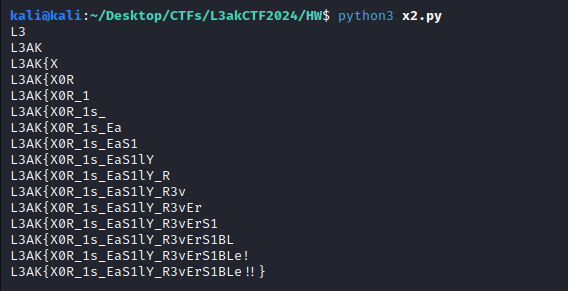 kali@kali:~/Desktop/CTFs/L3akCTF2024/HW$ python3 x2.py
L3
L3AK
L3AK{X
L3AK{X0R
L3AK{X0R_1
L3AK{X0R_1s_
L3AK{X0R_1s_Ea
L3AK{X0R_1s_EaS1
L3AK{X0R_1s_EaS1lY
L3AK{X0R_1s_EaS1lY_R
L3AK{X0R_1s_EaS1lY_R3v
L3AK{X0R_1s_EaS1lY_R3vEr
L3AK{X0R_1s_EaS1lY_R3vErS1
L3AK{X0R_1s_EaS1lY_R3vErS1BL
L3AK{X0R_1s_EaS1lY_R3vErS1BLe!
L3AK{X0R_1s_EaS1lY_R3vErS1BLe!!}